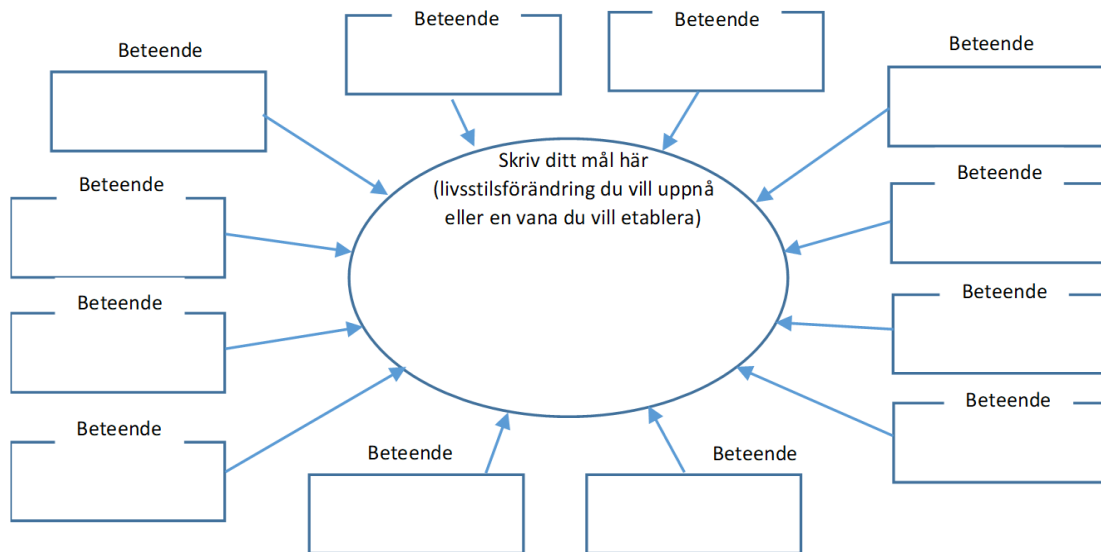 Beteende
Beteende
Beteende
Beteende
Skriv ditt mål här
(livsstilsförändring du vill uppnå
eller en vana du vill etablera)
Beteende
Beteende
Beteende
Beteende
Beteende
Beteende
Beteende
Beteende